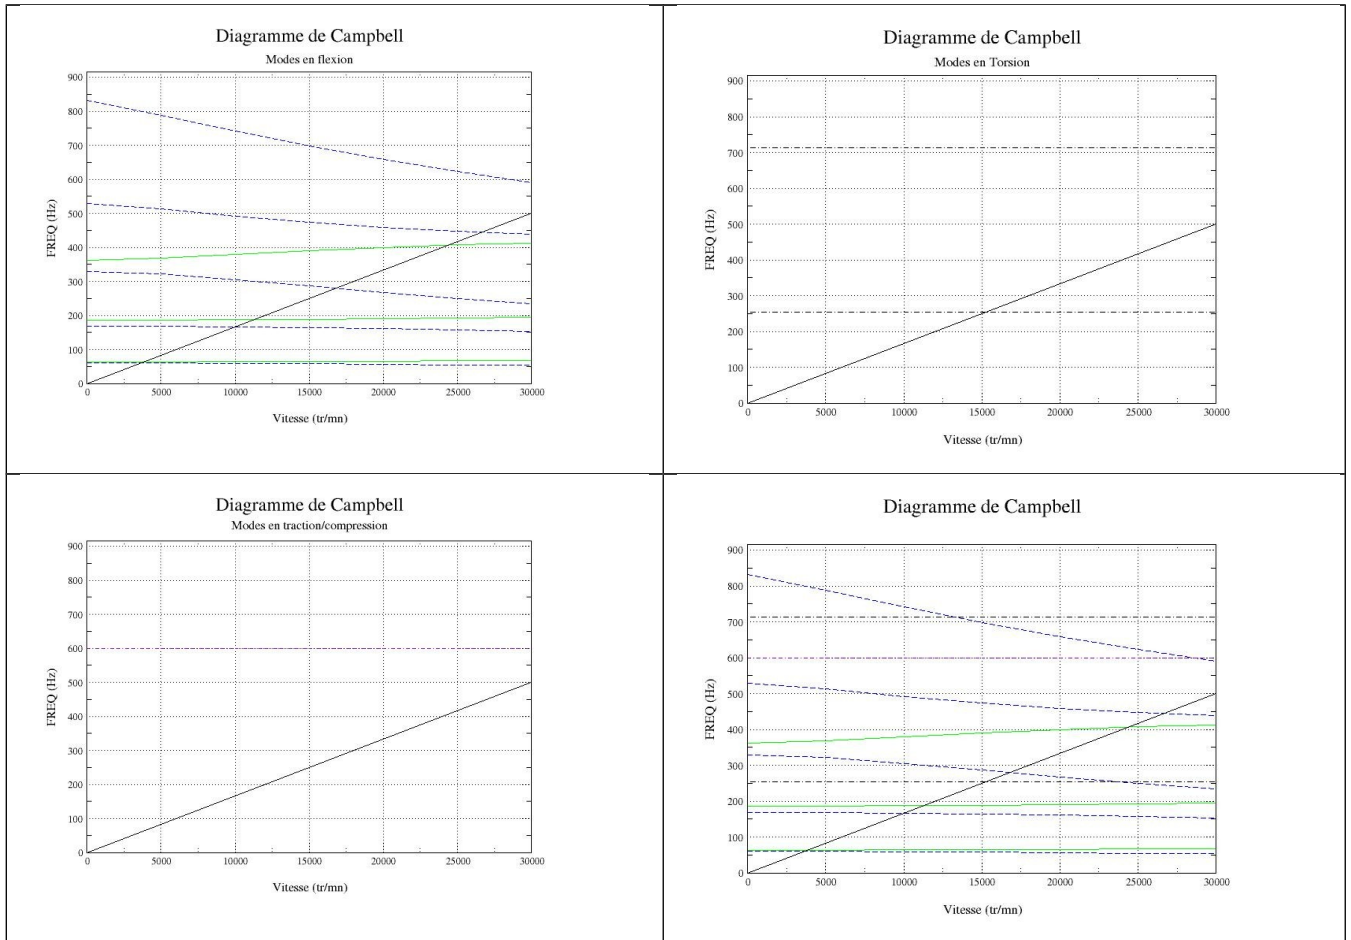 Diagramme de Campbell
Modes en flexion
900
800
700
600
500
400
300
200
100
0
FREQ (Hz)
0 5000 10000 15000 20000 25000 30000
Vitesse (tr/mn)
Diagramme de Campbell
Modes en Torsion
900
800
700
600
500
400
300
200
100
0
FREQ (Hz)
0 5000 10000 15000 20000 25000 30000
Vitesse (tr/mn)
Diagramme de Campbell
Modes en traction/compression
900
800
700
600
500
400
300
200
100
0
FREQ (Hz)
0 5000 10000 15000 20000 25000 30000
Vitesse (tr/mn)
Diagramme de Campbell
900
800
700
600
500
400
300
200
100
0
FREQ (Hz)
0 5000 10000 15000 20000 25000 30000
Vitesse (tr/mn)